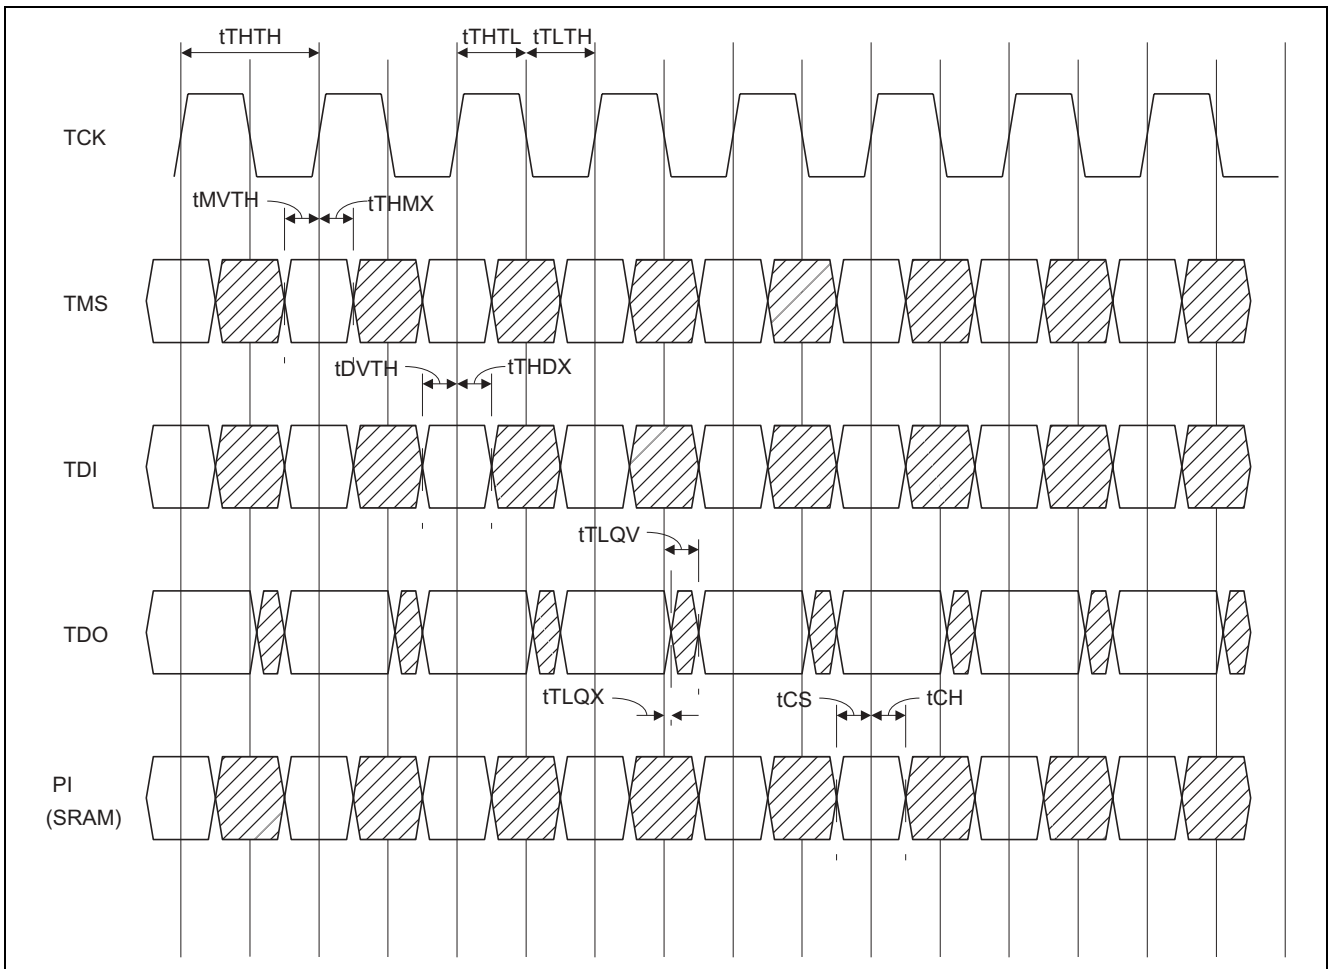 tTHTH
tTHTL
tTLTH
TCK
tMVTH
tTHMX
TMS
tDVTH
tTHDX
TDI
tTLQV
TDO
tTLQX
tCS
tCH
PI
(SRAM)